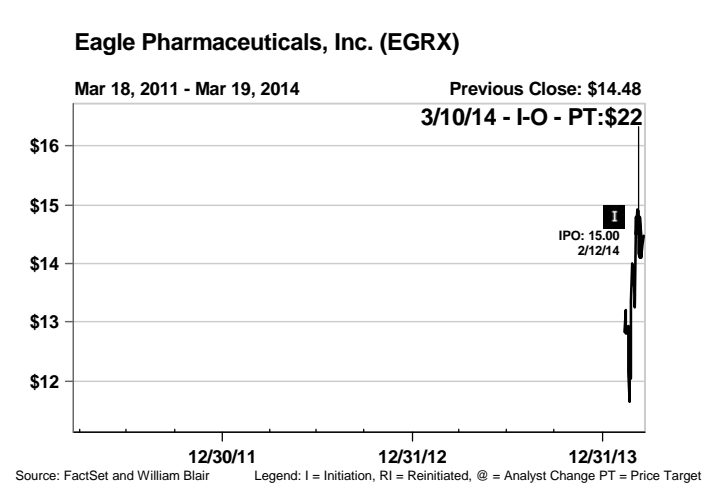 Eagle Pharmaceuticals, Inc. (EGRX)
Mar 18, 2011 - Mar 19, 2014 Previous Close: $14.48
3/10/14 - I-O - PT:$22
$16
$15
I
IPO: 15.00
2/12/14
$14
$13
$12
12/30/11 12/31/12 12/31/13
Source: FactSet and William Blair Legend: I = Initiation, RI = Reinitiated, @ = Analyst Change PT = Price Target